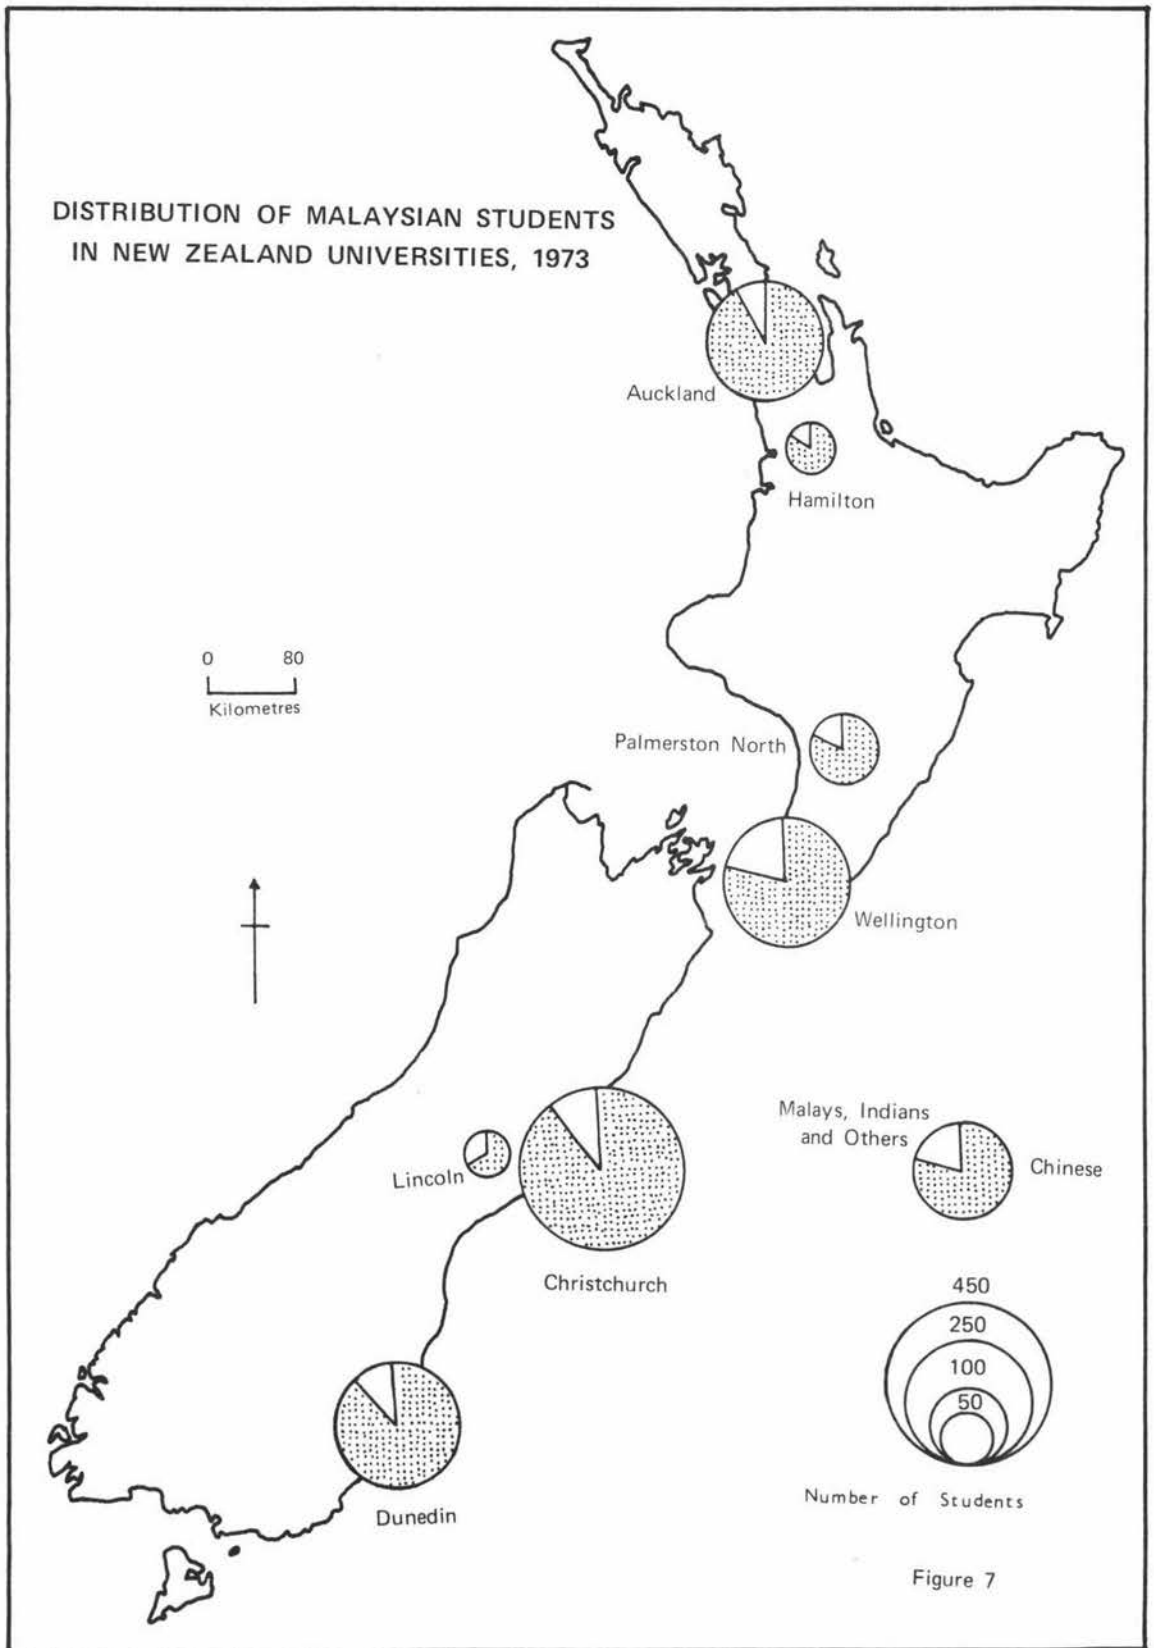 DISTRIBUTION OF MALAYSIAN STUDENTS
IN NEW ZEALAND UNIVERSITIES, 1973
Auckland
Hamilton
0 80
Kilometres
Palmerston North
Wellington
Malays, Indians
and Others
Chinese
Lincoln
Christchurch
450
250
100
50
Number of Students
Dunedin
Figure 7